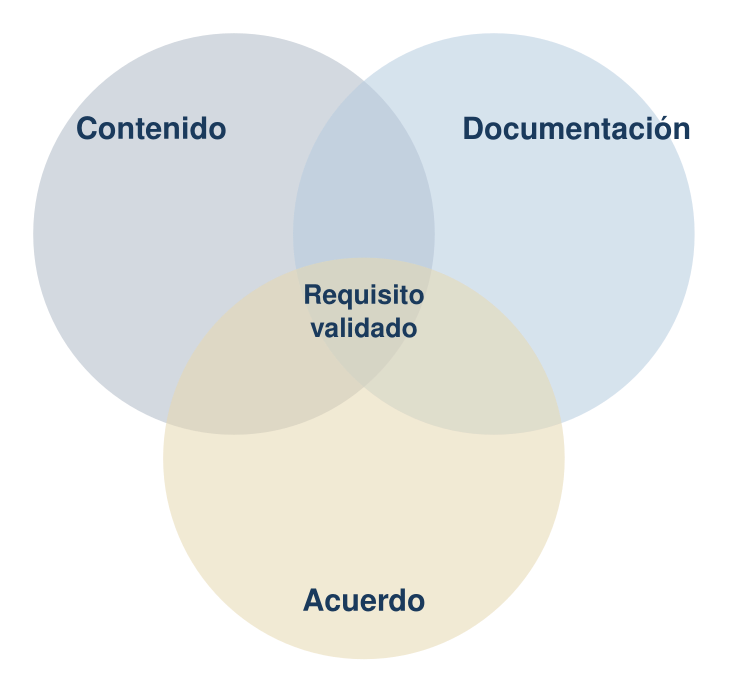 Contenido
Documentación
Requisito
validado
Acuerdo